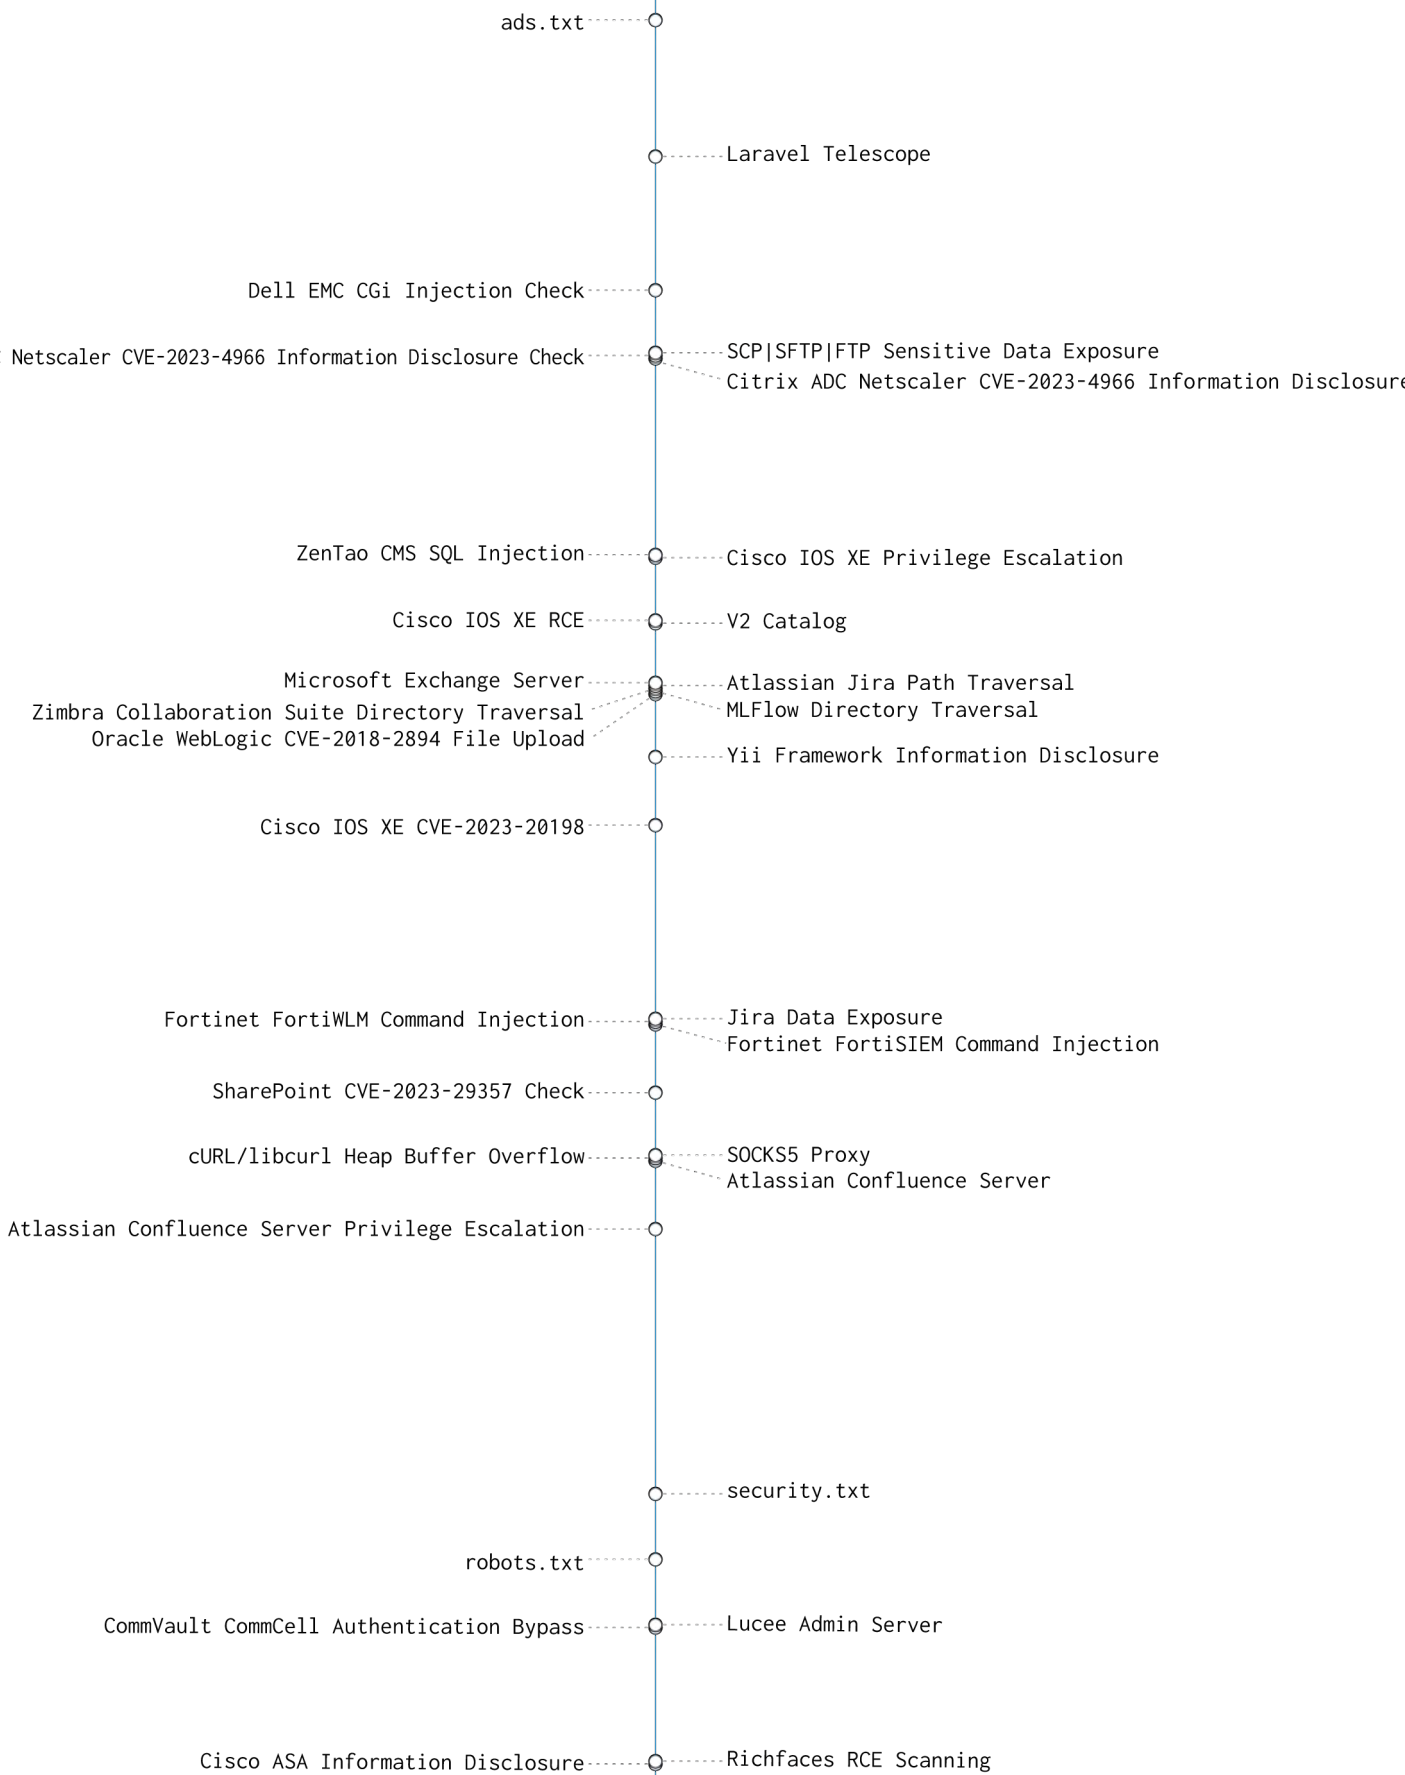 ads.txt
Laravel Telescope
Dell EMC CGi Injection Check
SCP|SFTP|FTP Sensitive Data Exposure
Netscaler CVE-2023-4966 Information Disclosure Check
Citrix ADC Netscaler CVE-2023-4966 Information Disclosure
ZenTao CMS SQL Injection
Cisco IOS XE Privilege Escalation
Cisco IOS XE RCE
V2 Catalog
Microsoft Exchange Server
Atlassian Jira Path Traversal
Zimbra Collaboration Suite Directory Traversal
MLFlow Directory Traversal
Oracle WebLogic CVE-2018-2894 File Upload
Yii Framework Information Disclosure
Cisco IOS XE CVE-2023-20198
Jira Data Exposure
Fortinet FortiWLM Command Injection
Fortinet FortiSIEM Command Injection
SharePoint CVE-2023-29357 Check
SOCKS5 Proxy
cURL/libcurl Heap Buffer Overflow
Atlassian Confluence Server
Atlassian Confluence Server Privilege Escalation
security.txt
robots.txt
Lucee Admin Server
CommVault CommCell Authentication Bypass
Richfaces RCE Scanning
Cisco ASA Information Disclosure